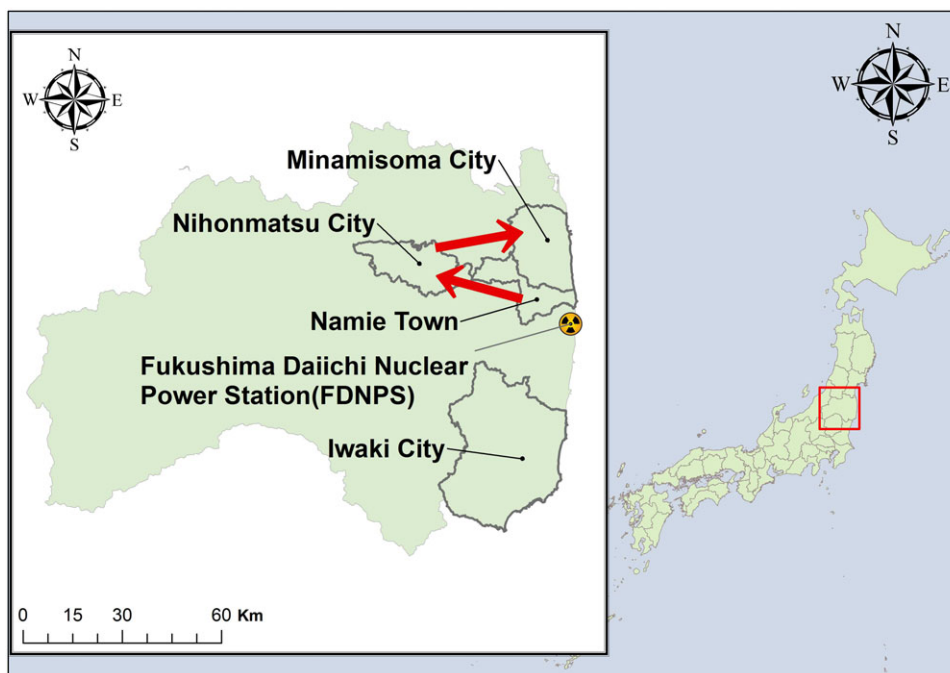 N
W E
S
N
W E
S
Minamisoma City
Nihonmatsu City
Namie Town
Fukushima Daiichi Nuclear
Power Station(FDNPS)
Iwaki City
0 15 30 60 Km